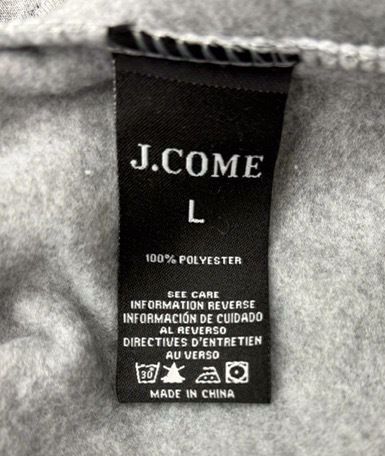 J.COME
L
100% POLYESTER
SEE CARE
INFORMATION REVERSE
INFORMACIÓN DE CUIDADO
AL REVERSO
DIRECTIVES D'ENTRETIEN
AU VERSO
30
MADE IN CHINA